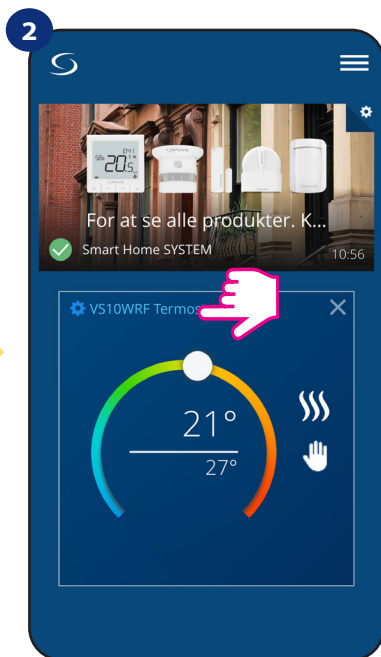 2
For at se alle produkter. K...
Smart Home SYSTEM
10:56
VS10WRF Termos
21°
27°